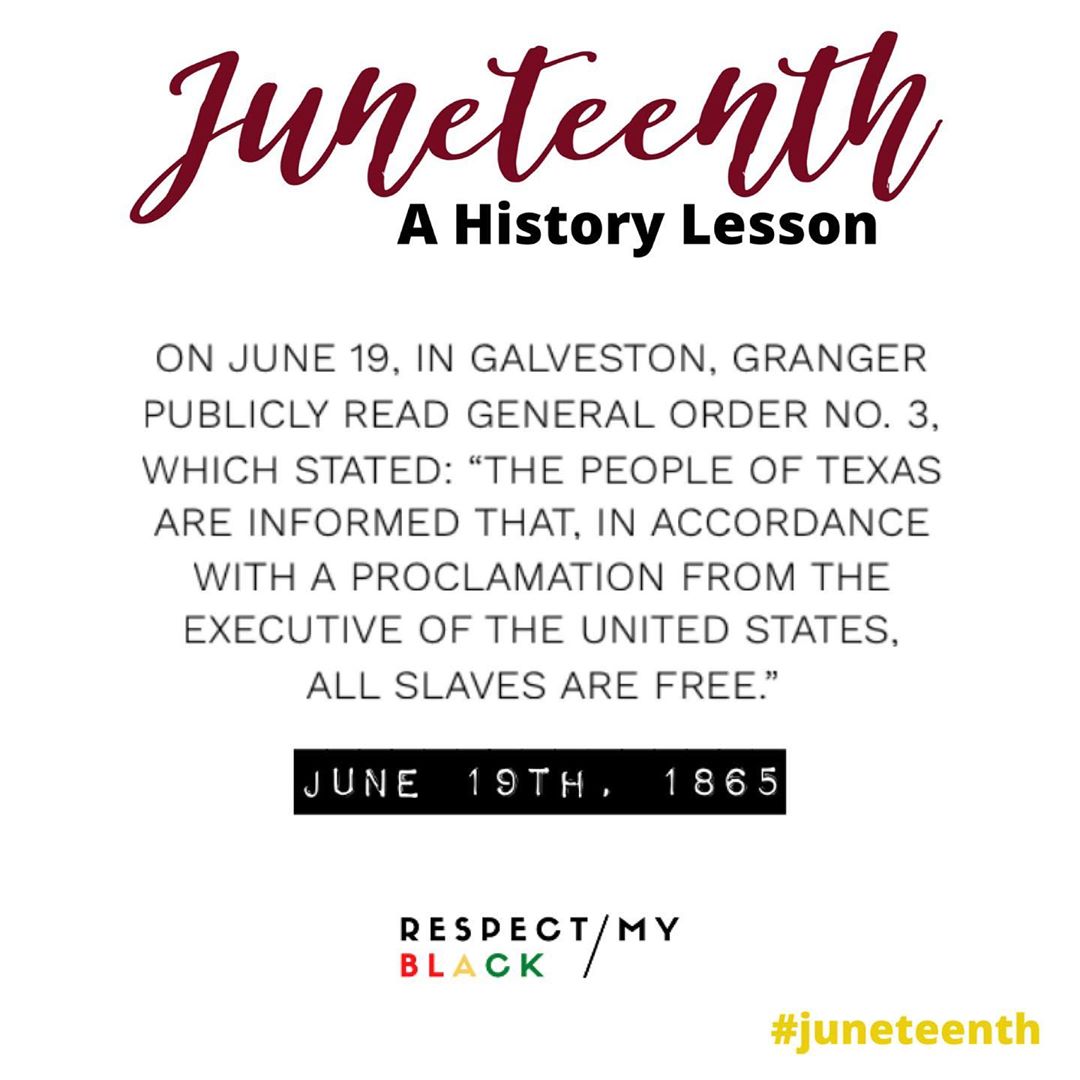 Juneteenth
A History Lesson
ON JUNE 19, IN GALVESTON, GRANGER
PUBLICLY READ GENERAL ORDER NO. 3,
WHICH STATED: “THE PEOPLE OF TEXAS
ARE INFORMED THAT, IN ACCORDANCE
WITH A PROCLAMATION FROM THE
EXECUTIVE OF THE UNITED STATES,
ALL SLAVES ARE FREE.”
JUNE 19TH, 1865
RESPECT/MY
BLACK
#juneteenth